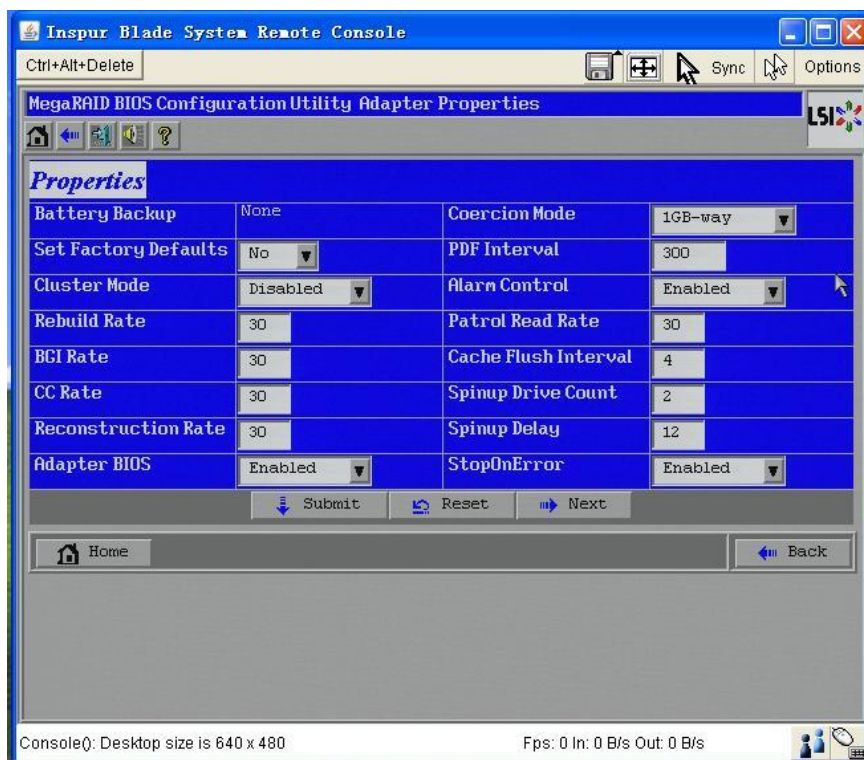 Inspur Blade System Remote Console
Ctrl+Alt+Delete Sync Options
MegaRAID BIOS Configuration Utility Adapter Properties
LSI
Properties
Battery Backup None Coercion Mode 1GB-way
Set Factory Defaults No PDF Interval 300
Cluster Mode Disabled Alarm Control Enabled
Rebuild Rate 30 Patrol Read Rate 30
BGI Rate 30 Cache Flush Interval 4
CC Rate 30 Spinup Drive Count 2
Reconstruction Rate 30 Spinup Delay 12
Adapter BIOS Enabled StopOnError Enabled
Submit Reset Next
Home Back
Console(): Desktop size is 640 x 480 Fps: 0 In: 0 B/s Out: 0 B/s